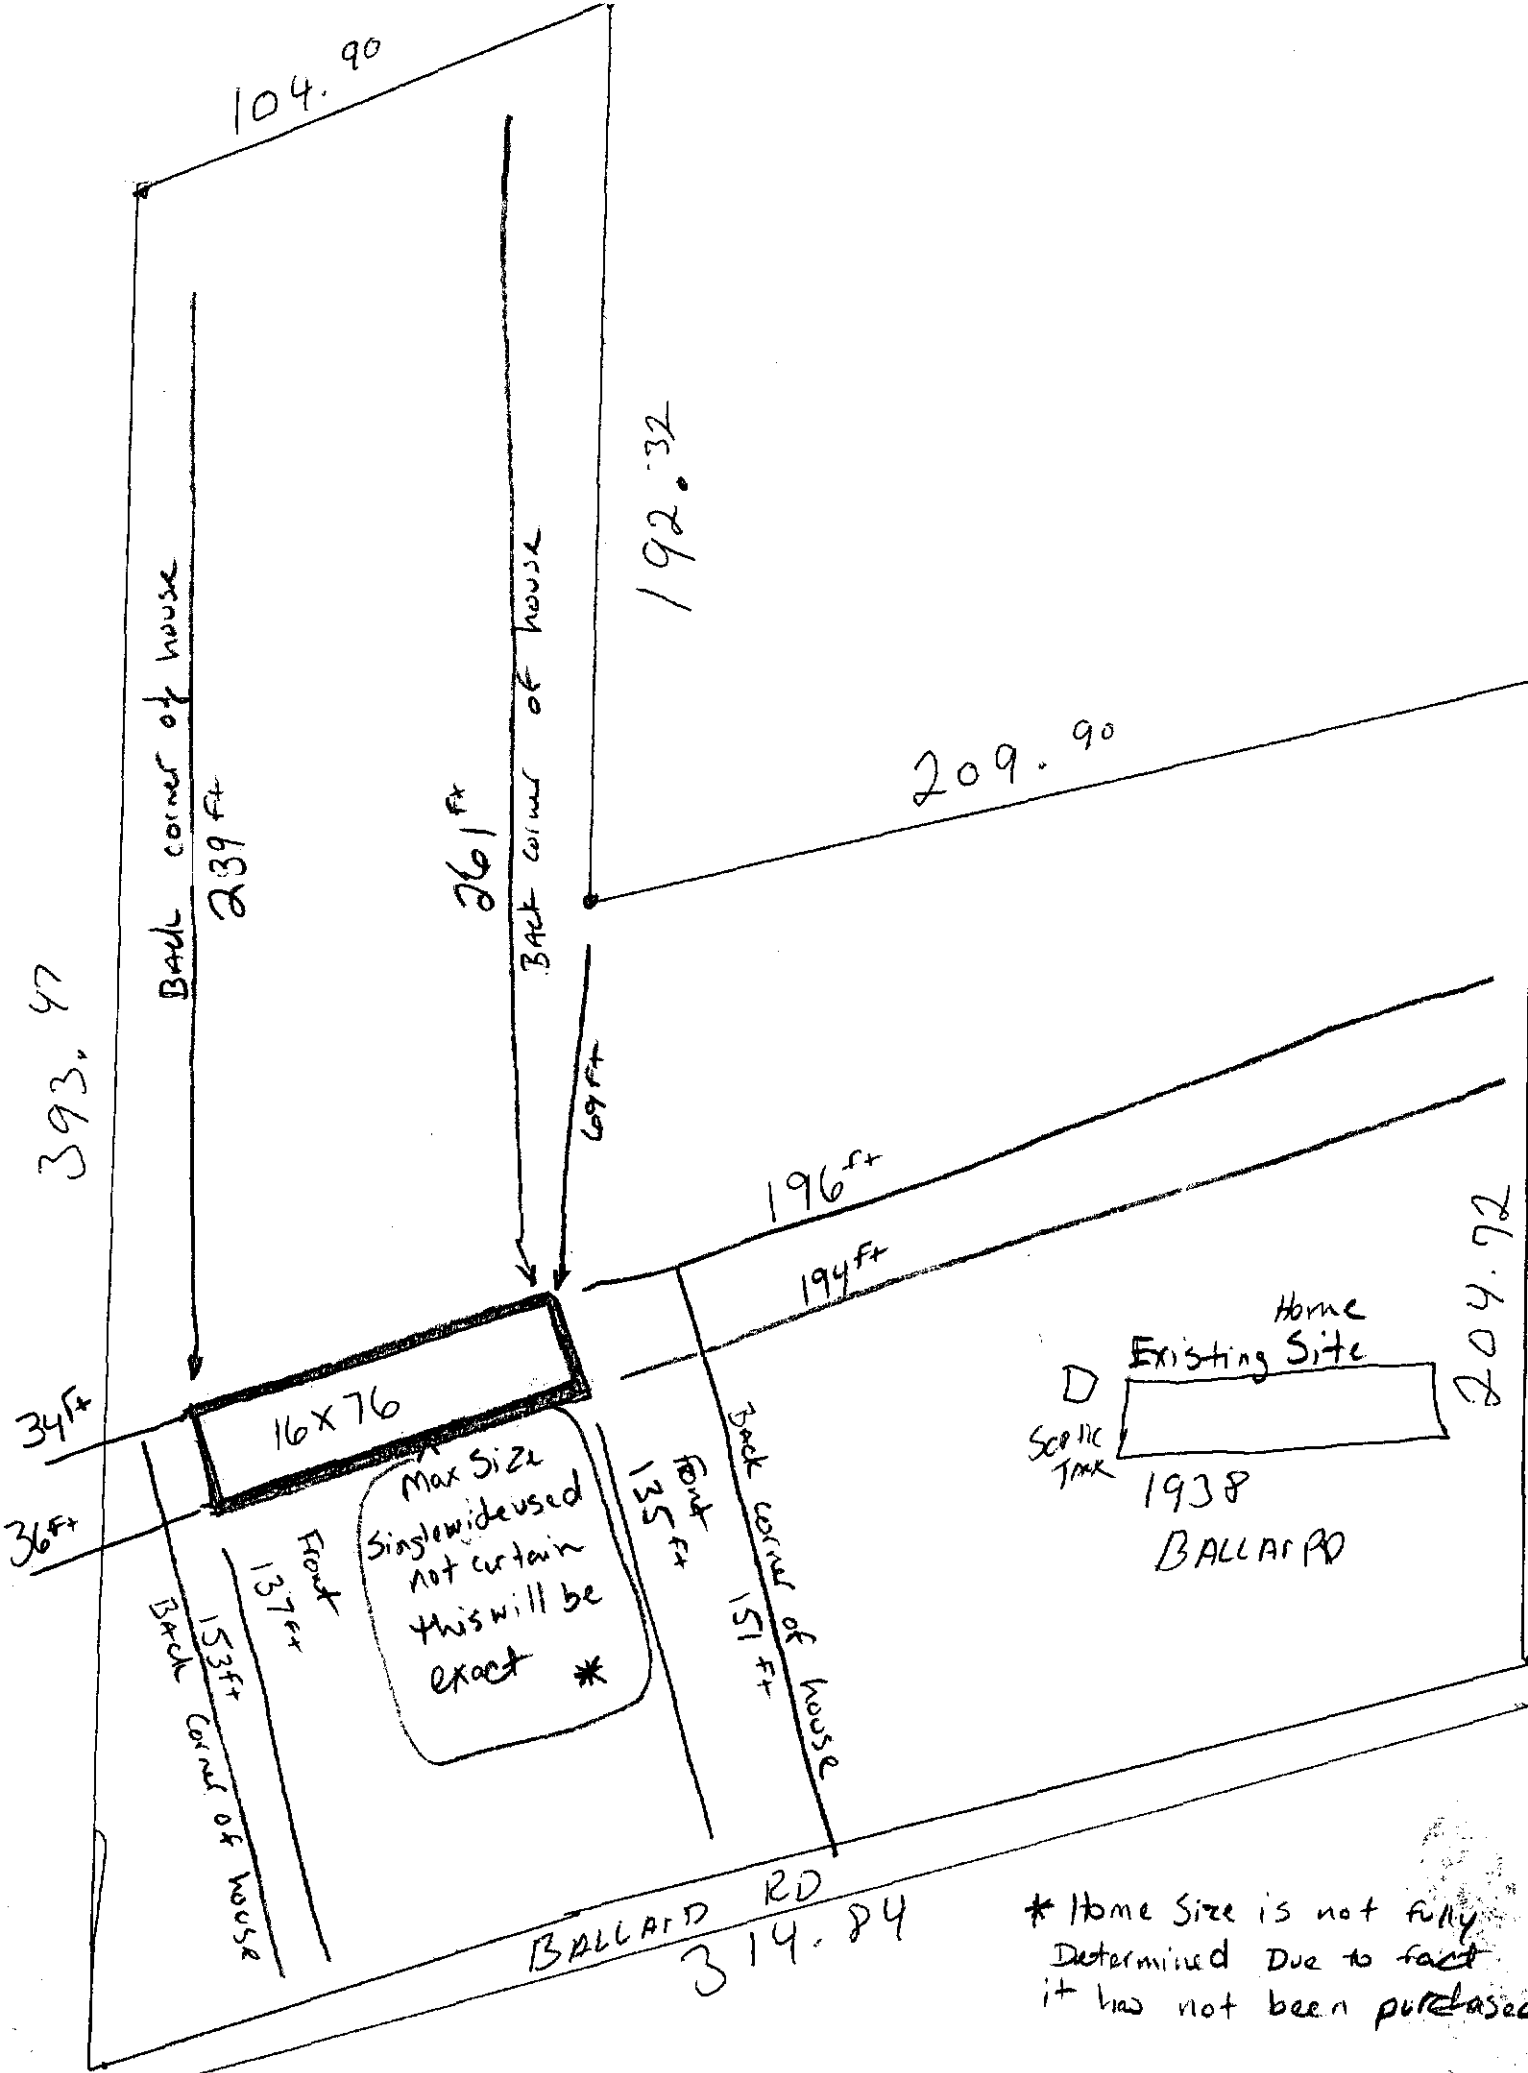 104.90
192.32
209.90
393.47
Back corner of house
239 ft
261 ft
Back corner of house
69 ft
196 ft
194 ft
204.72
Home
Existing Site
Septic
Tank
1938
BALLARD
34 ft
36 ft
16 X 76
Max Size
Singlewide used
not certain
this will be
exact *
Front
137 ft
153 ft
Back corner of house
Front
135 ft
Back corner of house
151 ft
BALLARD RD
314.84
* Home Size is not fully
Determined Due to fact
it has not been purchased